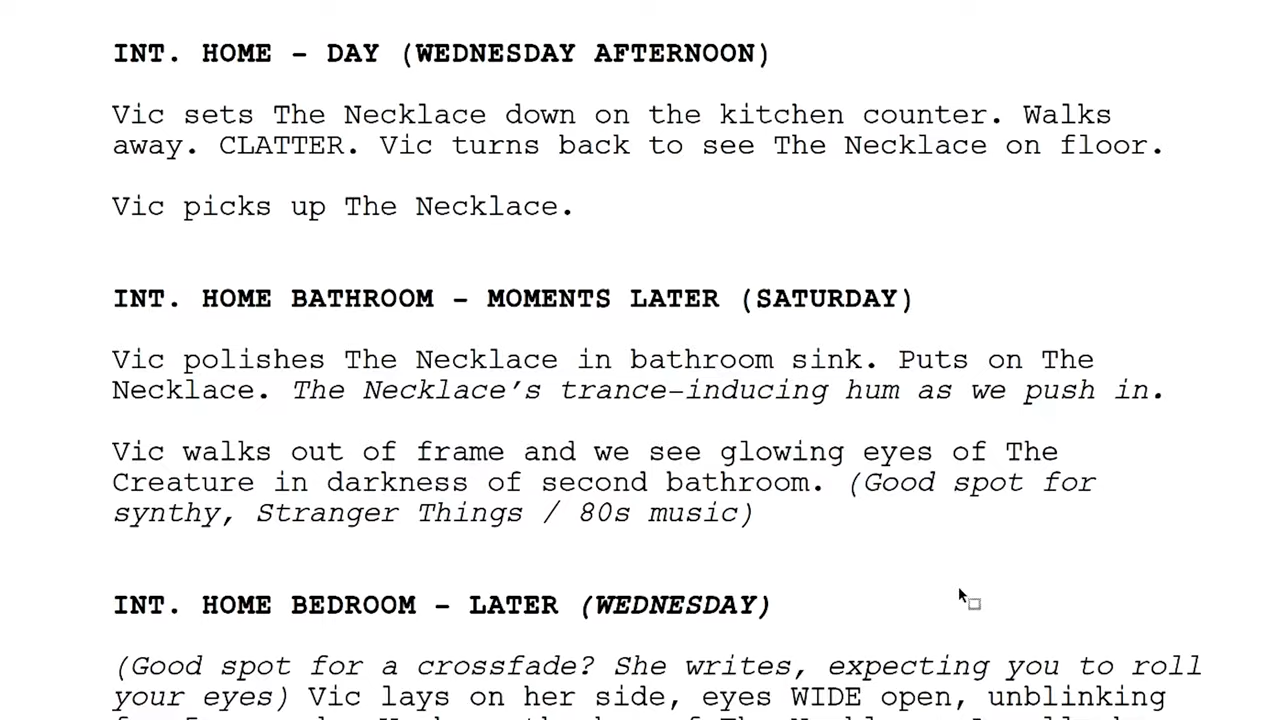 INT. HOME - DAY (WEDNESDAY AFTERNOON)
Vic sets The Necklace down on the kitchen counter. Walks
away. CLATTER. Vic turns back to see The Necklace on floor.
Vic picks up The Necklace.
INT. HOME BATHROOM - MOMENTS LATER (SATURDAY)
Vic polishes The Necklace in bathroom sink. Puts on The
Necklace. The Necklace's trance-inducing hum as we push in.
Vic walks out of frame and we see glowing eyes of The
Creature in darkness of second bathroom. (Good spot for
synthy, Stranger Things / 80s music)
INT. HOME BEDROOM - LATER (WEDNESDAY)
(Good spot for a crossfade? She writes, expecting you to roll
your eyes) Vic lays on her side, eyes WIDE open, unblinking